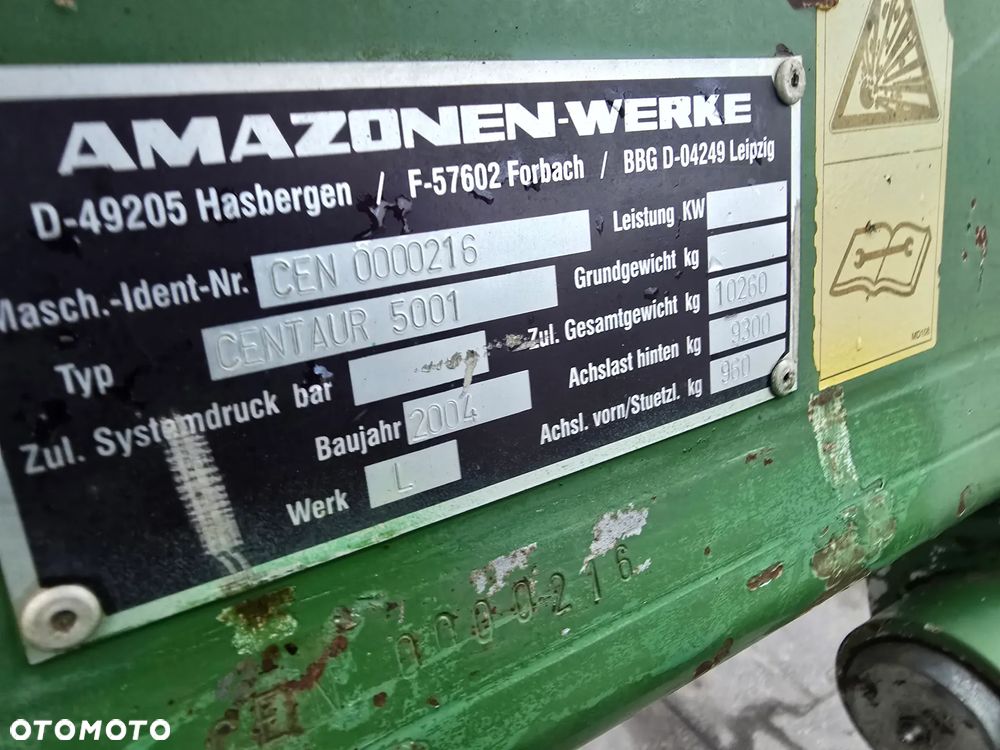 AMAZONEN-WERKE
D-49205 Hasbergen / F-57602 Forbach / BBG D-04249 Leipzig
Masch.-Ident-Nr. CEN 0000216
Leistung KW
Typ CENTAUR 5001
Grundgewicht kg
Zul. Systemdruck bar
Zul. Gesamtgewicht kg 10260
Baujahr 2004
Achslast hinten kg 9300
Werk L
Achsl. vorn/Stuetzl. kg 960
0000216
MD108
OTOMOTO